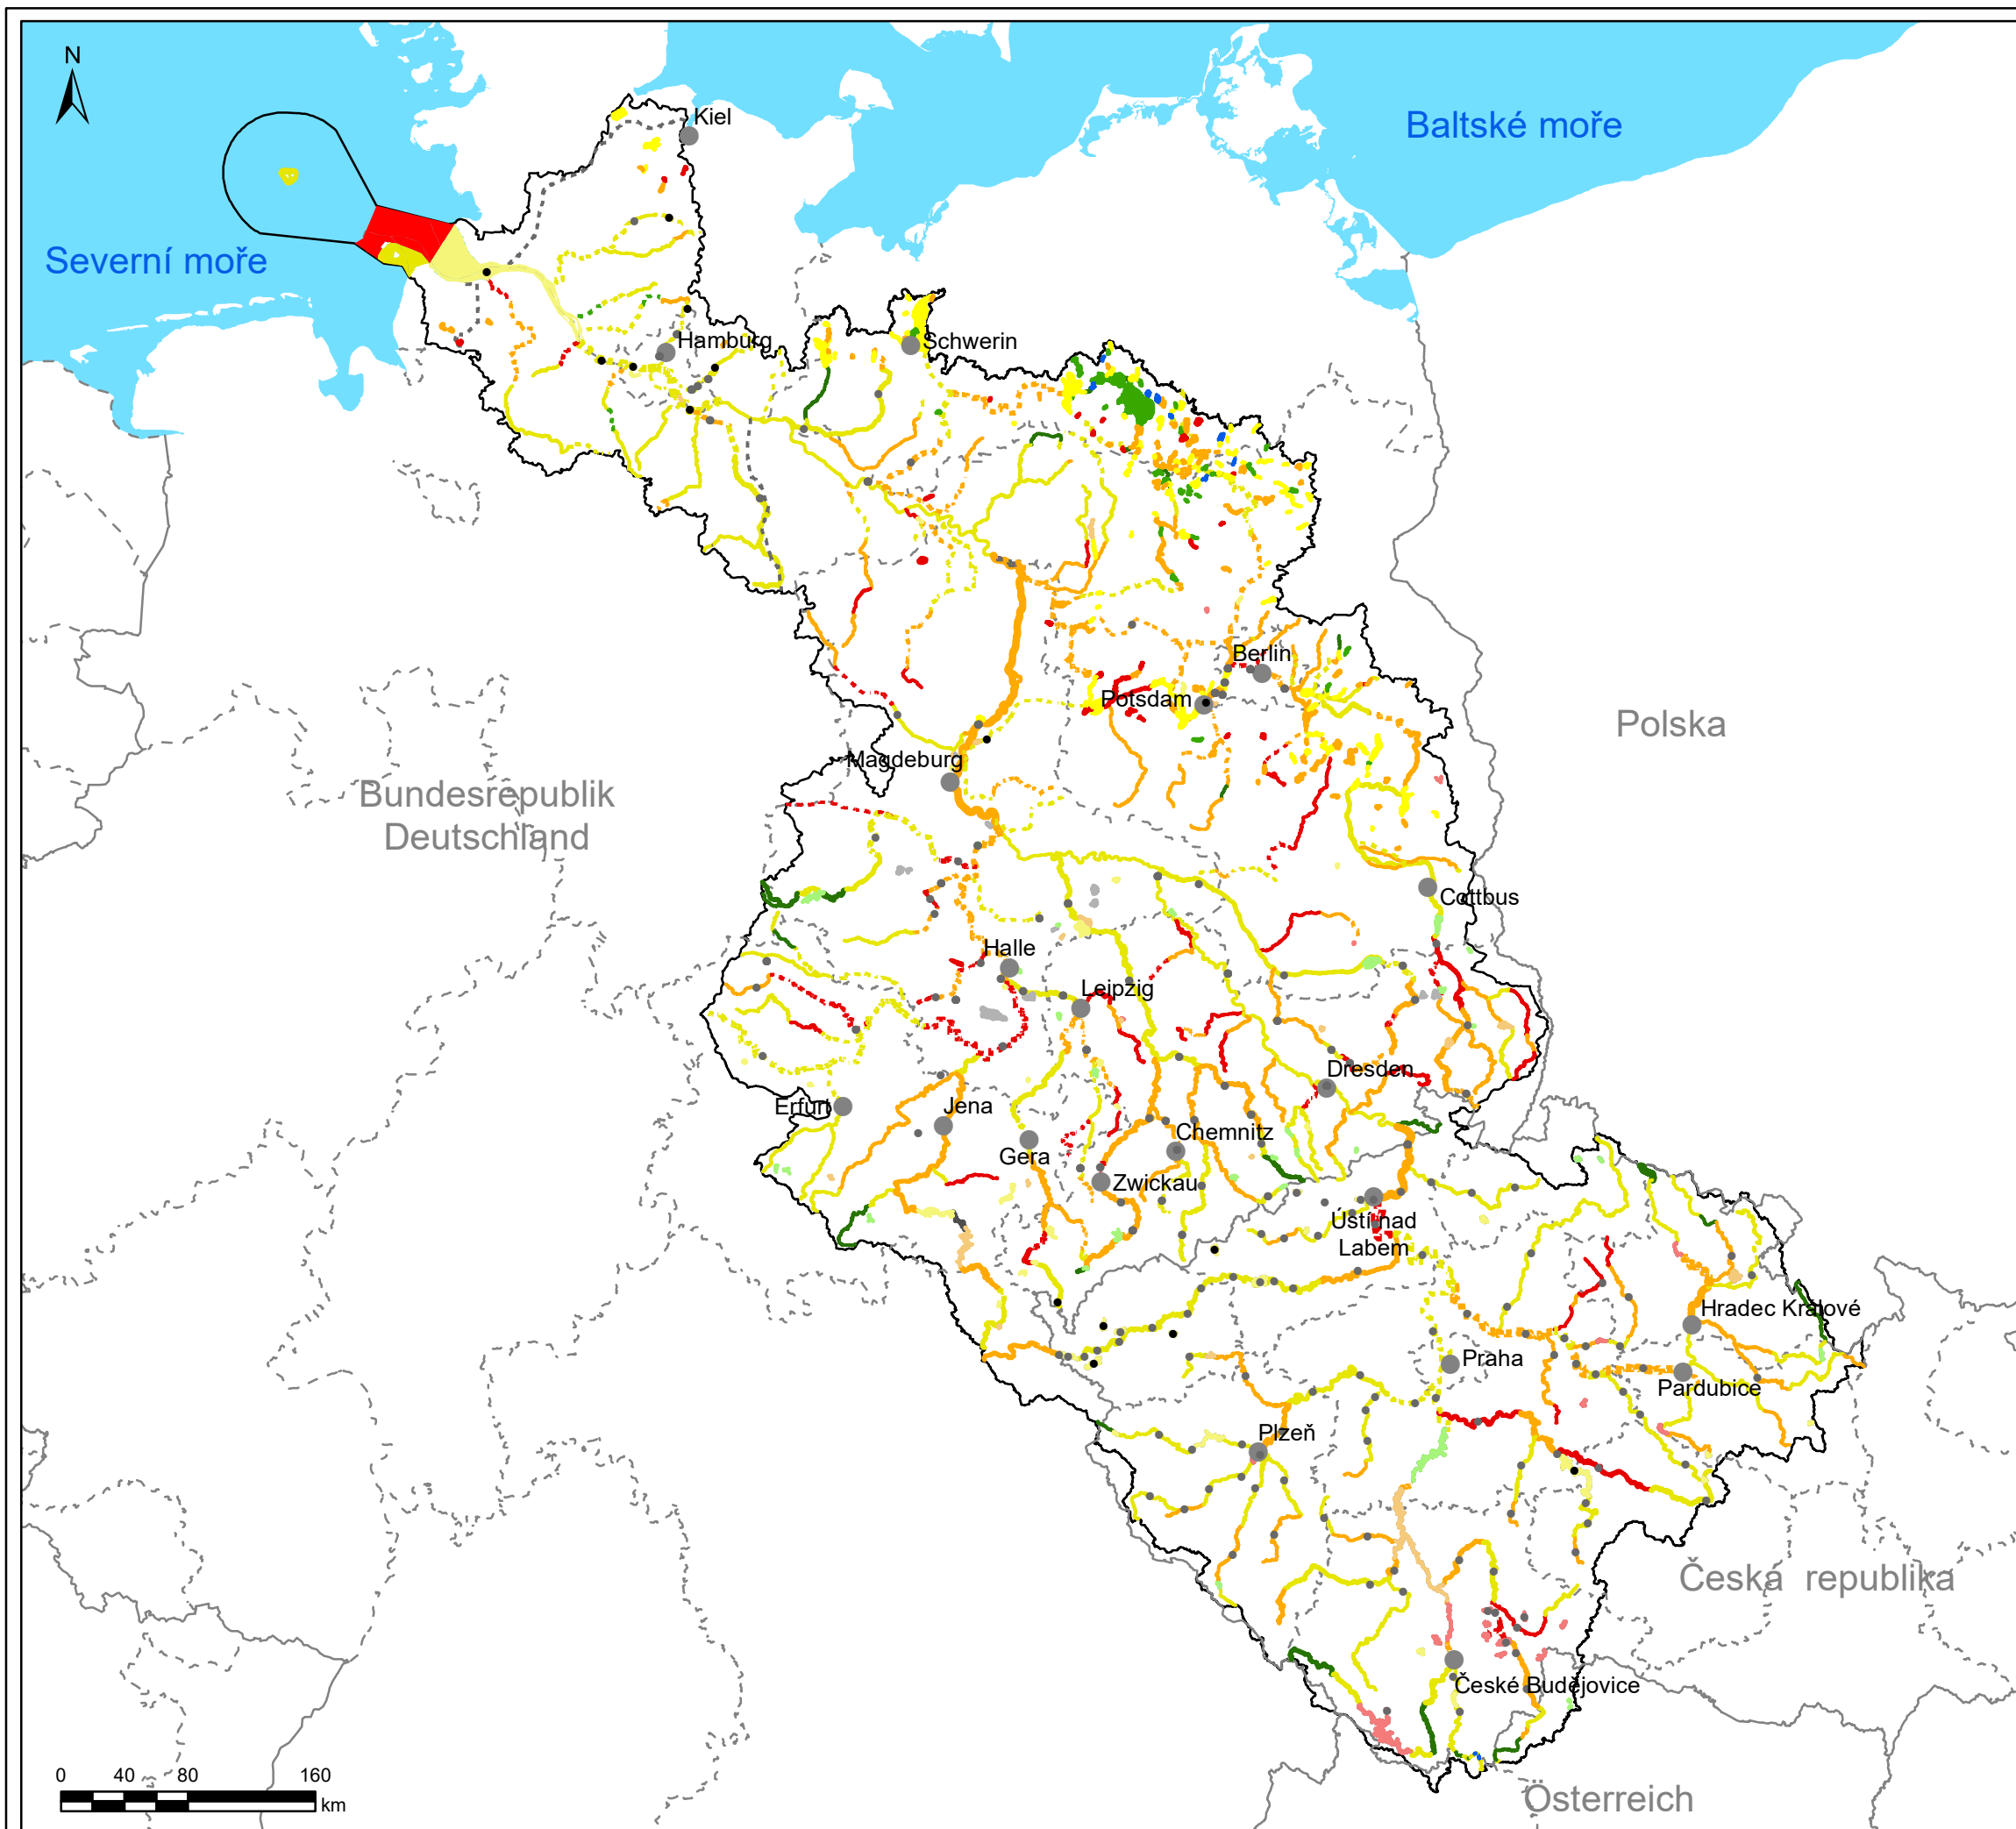 N
Kiel
Baltské moře
Severní moře
Hamburg
Schwerin
Berlin
Potsdam
Polska
Magdeburg
Bundesrepublik
Deutschland
Cottbus
Halle
Leipzig
Dresden
Erfurt
Jena
Chemnitz
Gera
Zwickau
Ústí nad
Labem
Hradec Králové
Praha
Pardubice
Plzeň
Česká republika
České Budějovice
0 40 80 160
km
Österreich